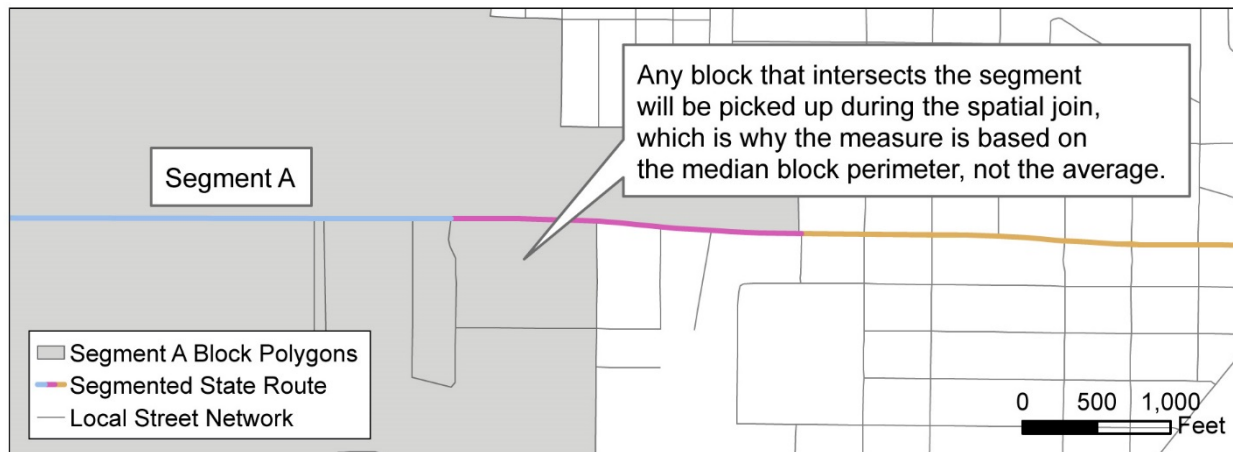 Any block that intersects the segment
will be picked up during the spatial join,
which is why the measure is based on
the median block perimeter, not the average.
Segment A
Segment A Block Polygons
Segmented State Route
Local Street Network
0 500 1,000
Feet